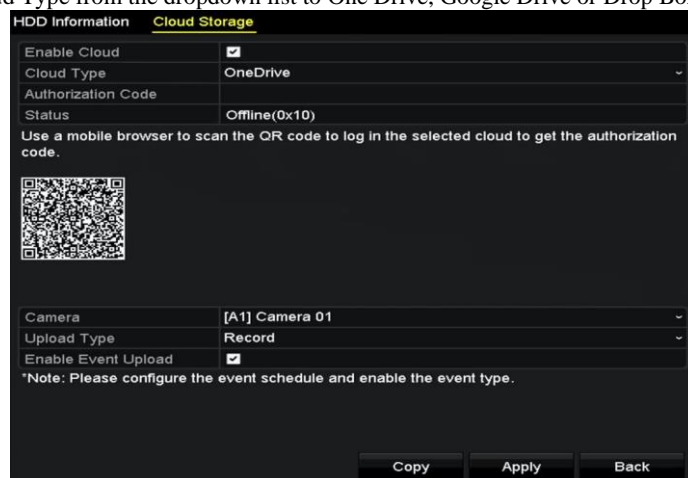 d Type from the dropdown list to One Drive, Google Drive or Drop Bo
HDD Information Cloud Storage
Enable Cloud
Cloud Type OneDrive
Authorization Code
Status Offline(0x10)
Use a mobile browser to scan the QR code to log in the selected cloud to get the authorization
code.
Camera [A1] Camera 01
Upload Type Record
Enable Event Upload
*Note: Please configure the event schedule and enable the event type.
Copy Apply Back